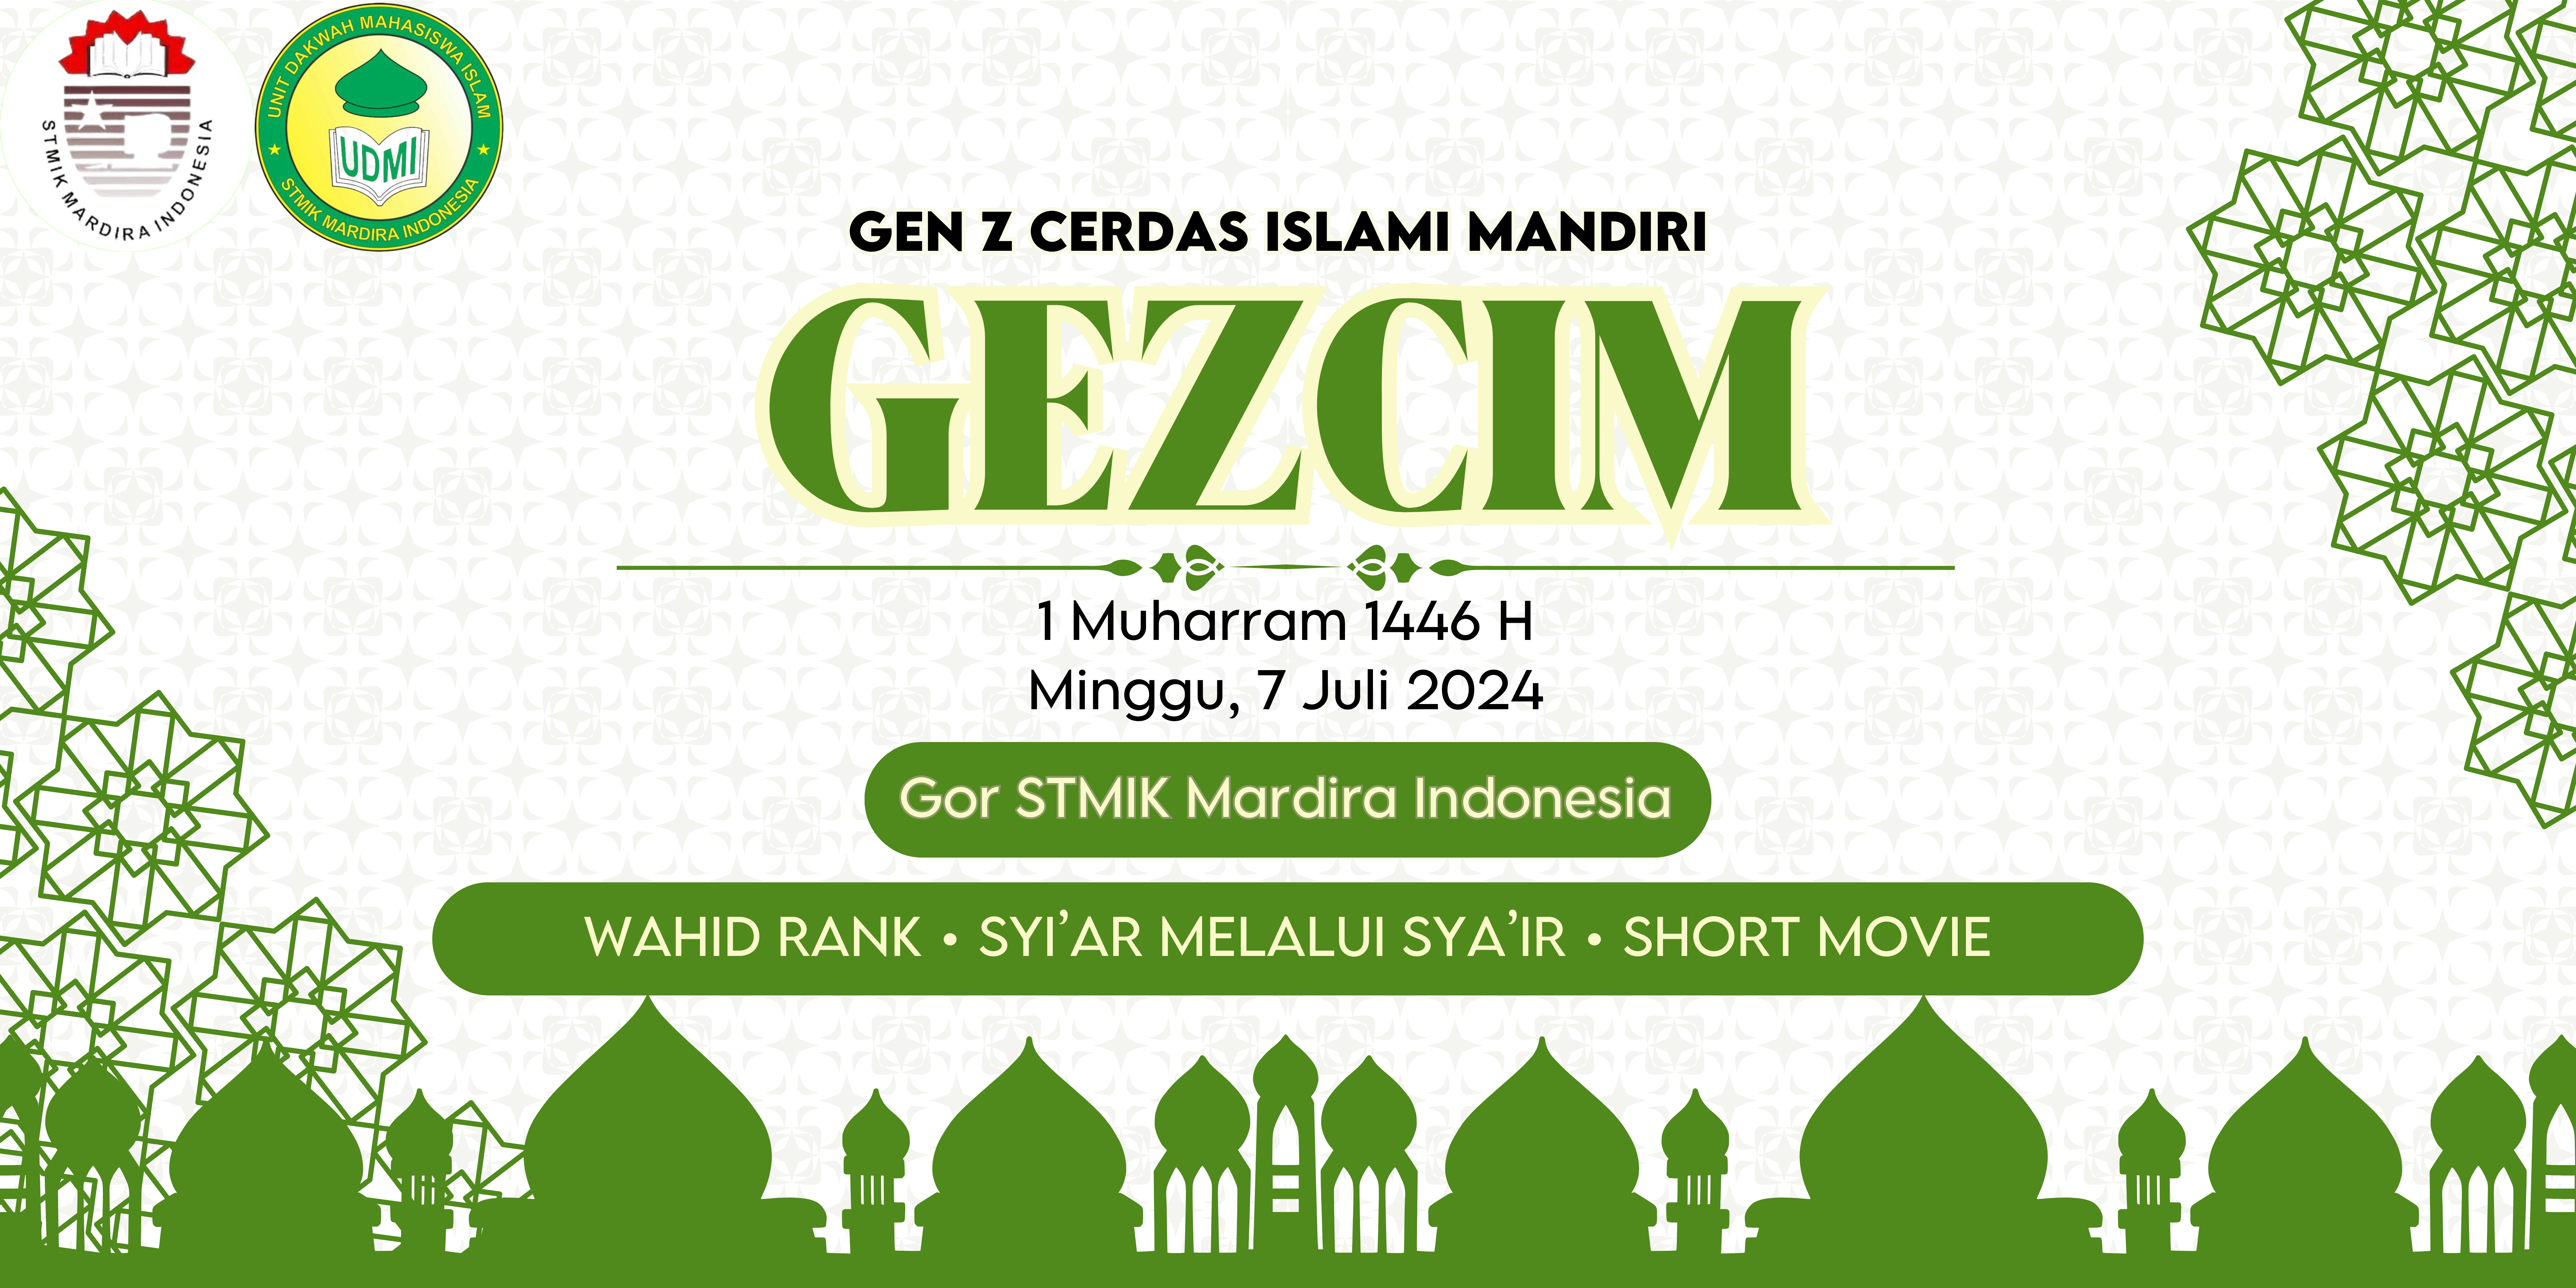 STMIK MARDIRA INDONESIA
UNIT DAKWAH MAHASISWA ISLAM
UDMI
STMIK MARDIRA INDONESIA
GEN Z CERDAS ISLAMI MANDIRI
GEZCIM
1 Muharram 1446 H
Minggu, 7 Juli 2024
Gor STMIK Mardira Indonesia
WAHID RANK • SYI’AR MELALUI SYA’IR • SHORT MOVIE